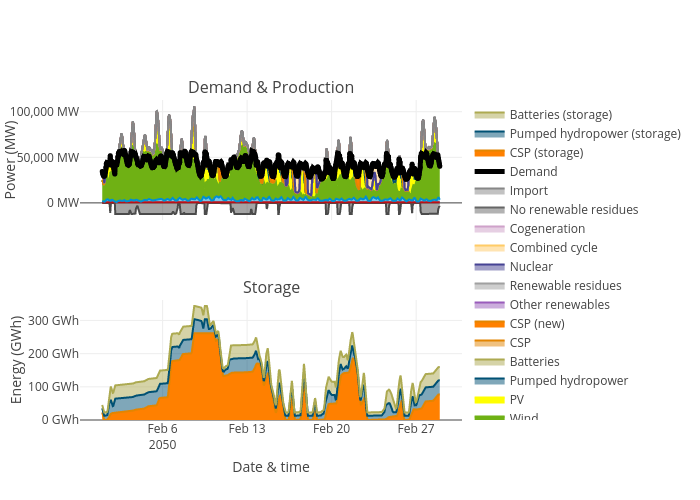 Demand & Production
Power (MW)
100,000 MW
50,000 MW
0 MW
Storage
Energy (GWh)
300 GWh
200 GWh
100 GWh
0 GWh
Feb 6
2050
Feb 13
Feb 20
Feb 27
Date & time
Batteries (storage)
Pumped hydropower (storage)
CSP (storage)
Demand
Import
No renewable residues
Cogeneration
Combined cycle
Nuclear
Renewable residues
Other renewables
CSP (new)
CSP
Batteries
Pumped hydropower
PV
Wind